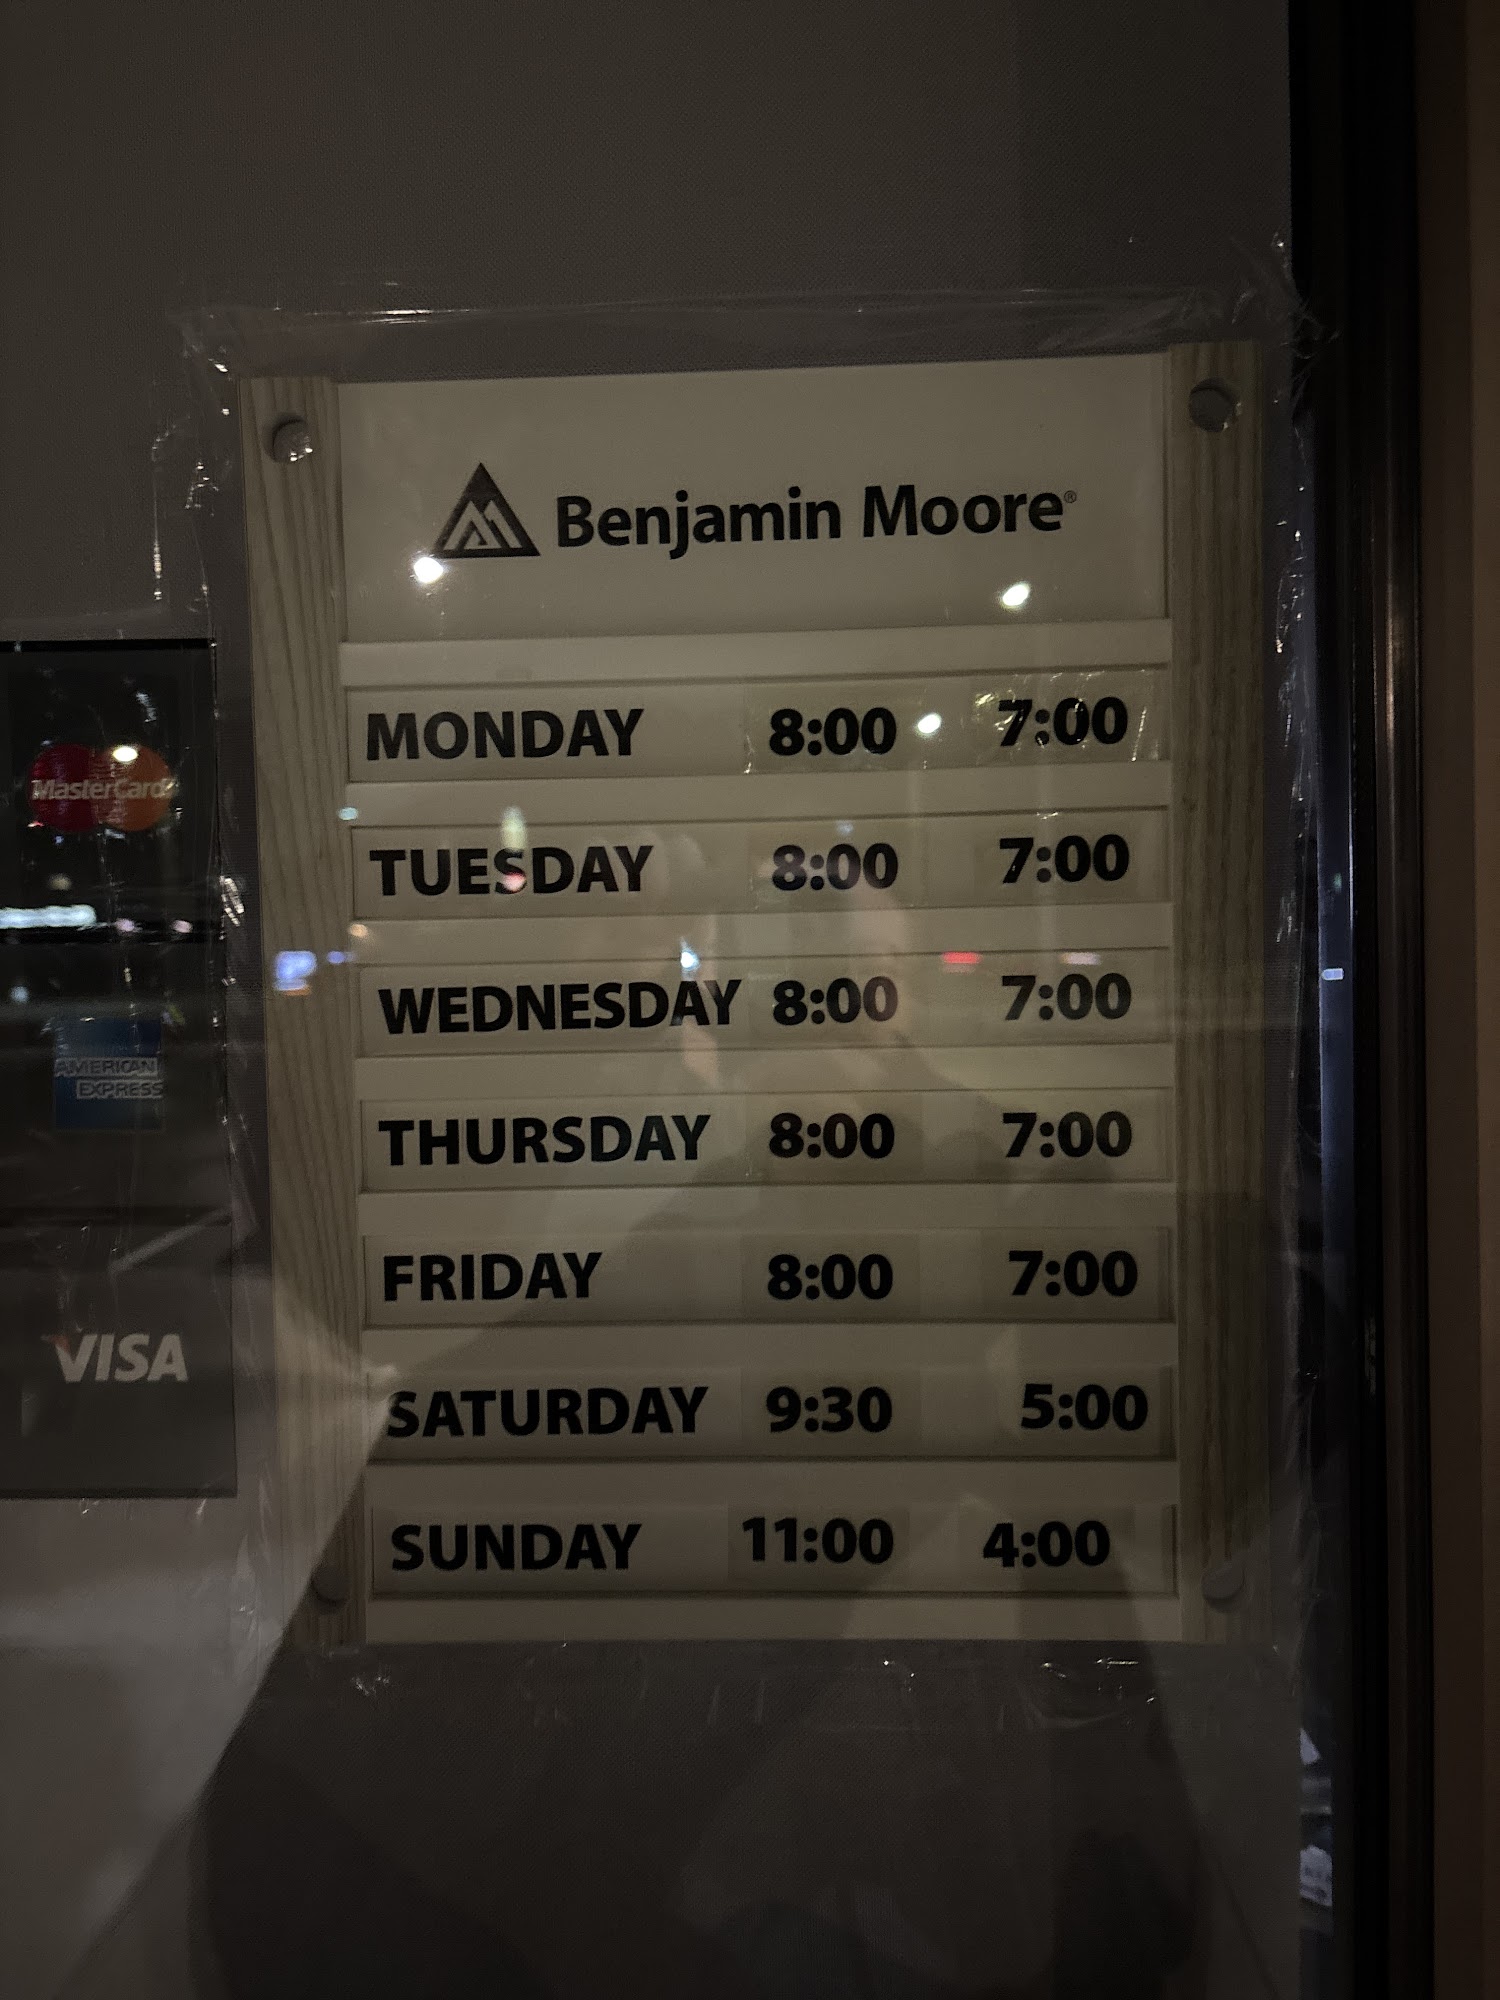 Benjamin Moore®
MONDAY 8:00 7:00
TUESDAY 8:00 7:00
WEDNESDAY 8:00 7:00
THURSDAY 8:00 7:00
FRIDAY 8:00 7:00
SATURDAY 9:30 5:00
SUNDAY 11:00 4:00
MasterCard
AMERICAN
EXPRESS
VISA